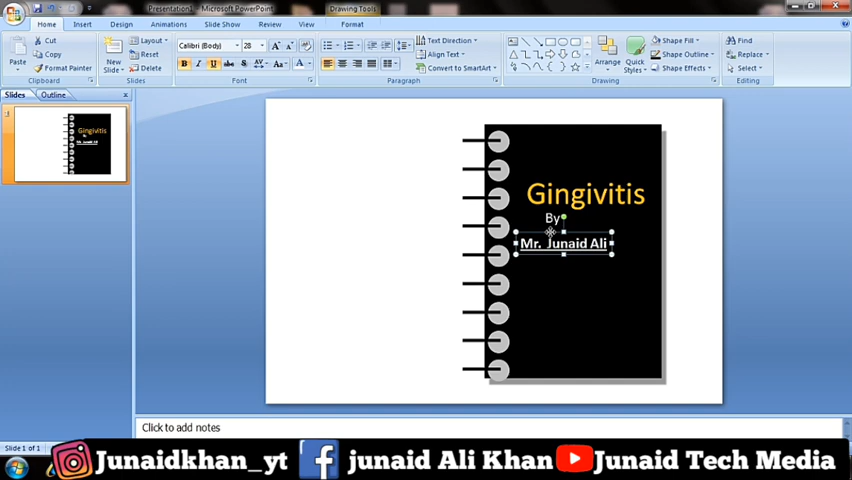 Presentation1 - Microsoft PowerPoint
Drawing Tools
Home Insert Design Animations Slide Show Review View Format
Paste
Cut
Copy
Format Painter
Clipboard
New
Slide
Layout
Reset
Delete
Slides
Calibri (Body) 28
B I U abe S AV Aa A
Font
Paragraph
Text Direction
Align Text
Convert to SmartArt
Arrange
Quick
Styles
Shape Fill
Shape Outline
Shape Effects
Drawing
Find
Replace
Select
Editing
Slides Outline
Gingivitis
By
Mr. Junaid Ali
Click to add notes
Slide 1 of 1
Junaidkhan_yt junaid Ali Khan Junaid Tech Media